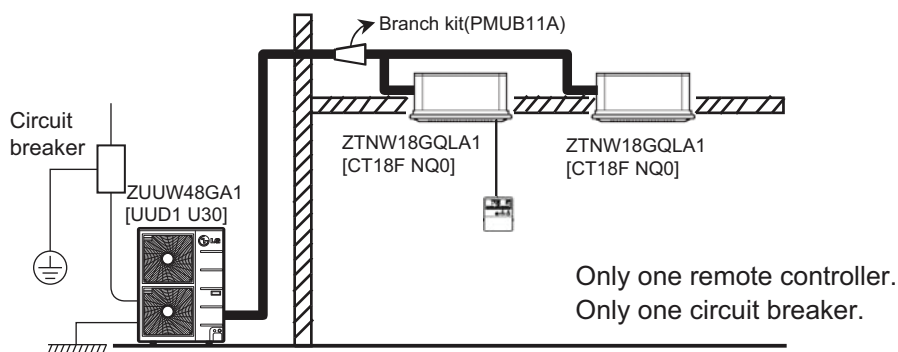 Branch kit(PMUB11A)
Circuit
breaker
ZTNW18GQLA1
[CT18F NQ0]
ZTNW18GQLA1
[CT18F NQ0]
ZUUW48GA1
[UUD1 U30]
LG
Only one remote controller.
Only one circuit breaker.